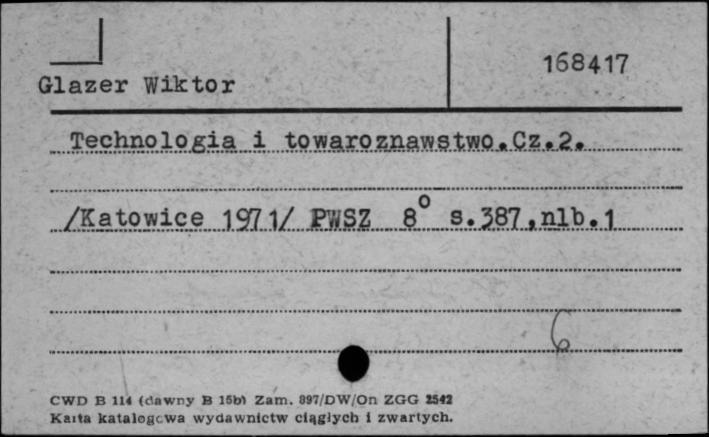 168417
Glazer Wiktor
Technologia i towaroznawstwo.Cz.2.
/Katowice 1971/ PWSZ 8° s.387,nlb.1
6
CWD B 114 (dawny B 15b) Zam. 897/DW/On ZGG 2542
Karta katalogowa wydawnictw ciągłych i zwartych.